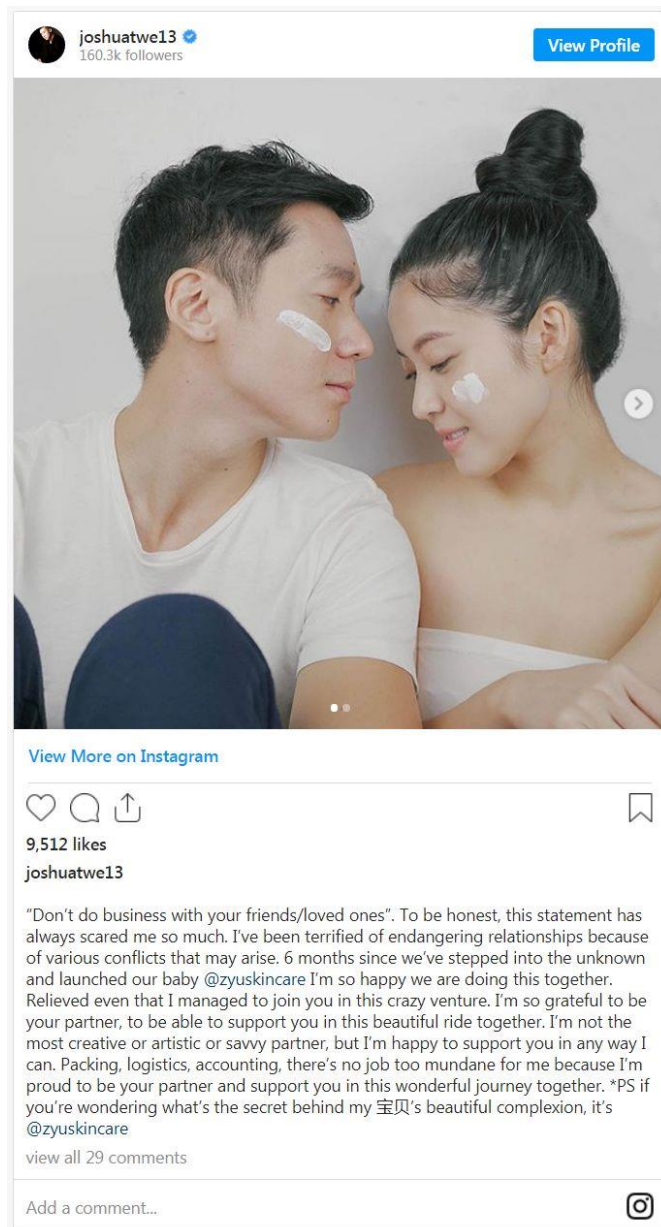 joshuatwe13
160.3k followers
View Profile
View More on Instagram
9,512 likes
joshuatwe13
“Don’t do business with your friends/loved ones”. To be honest, this statement has
always scared me so much. I’ve been terrified of endangering relationships because
of various conflicts that may arise. 6 months since we’ve stepped into the unknown
and launched our baby @zyuskincare I’m so happy we are doing this together.
Relieved even that I managed to join you in this crazy venture. I’m so grateful to be
your partner, to be able to support you in this beautiful ride together. I’m not the
most creative or artistic or savvy partner, but I’m happy to support you in any way I
can. Packing, logistics, accounting, there’s no job too mundane for me because I’m
proud to be your partner and support you in this wonderful journey together. *PS if
you’re wondering what’s the secret behind my 宝贝’s beautiful complexion, it’s
@zyuskincare
view all 29 comments
Add a comment...